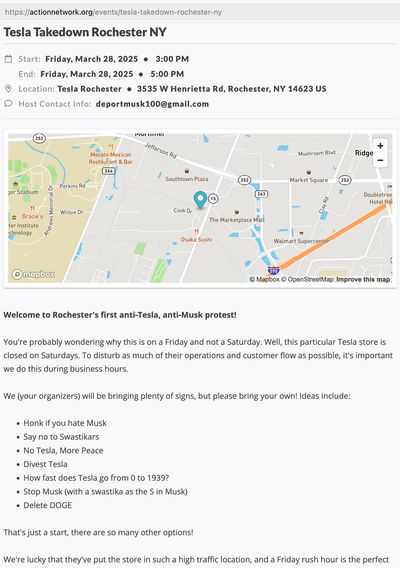 https://actionnetwork.org/events/tesla-takedown-rochester-ny
Tesla Takedown Rochester NY
Start: Friday, March 28, 2025 • 3:00 PM
End: Friday, March 28, 2025 • 5:00 PM
Location: Tesla Rochester • 3535 W Henrietta Rd, Rochester, NY 14623 US
Host Contact Info: deportmusk100@gmail.com
252
Mortimer
Jefferson Rd
Mushroom Blvd
Ridge
+
−
Mocate Mexican
Restaurant & Bar
Southtown Plaza
Market Square
252
252
er Stadium
Perkins Rd
Doubletree
Hotel Ro
Gracie's
Witsie Dr
Andrews Memorial Dr
Cook D
15
263
The Marketplace Mall
Clay Rd
ter Institute
chnology
Osaka Sushi
Walmart Supercenter
mapbox
© Mapbox © OpenStreetMap Improve this map
Welcome to Rochester's first anti-Tesla, anti-Musk protest!
You're probably wondering why this is on a Friday and not a Saturday. Well, this particular Tesla store is
closed on Saturdays. To disturb as much of their operations and customer flow as possible, it's important
we do this during business hours.
We (your organizers) will be bringing plenty of signs, but please bring your own! Ideas include:
• Honk if you hate Musk
• Say no to Swastikars
• No Tesla, More Peace
• Divest Tesla
• How fast does Tesla go from 0 to 1939?
• Stop Musk (with a swastika as the S in Musk)
• Delete DOGE
That's just a start, there are so many other options!
We're lucky that they've put the store in such a high traffic location, and a Friday rush hour is the perfect